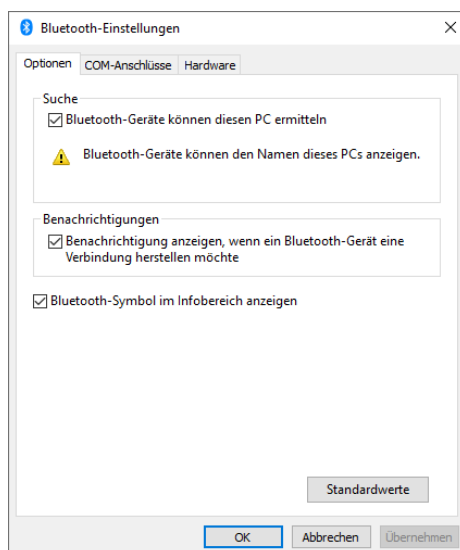 Bluetooth-Einstellungen
Optionen COM-Anschlüsse Hardware
Suche
Bluetooth-Geräte können diesen PC ermitteln
Bluetooth-Geräte können den Namen dieses PCs anzeigen.
Benachrichtigungen
Benachrichtigung anzeigen, wenn ein Bluetooth-Gerät eine
Verbindung herstellen möchte
Bluetooth-Symbol im Infobereich anzeigen
Standardwerte
OK Abbrechen Übernehmen